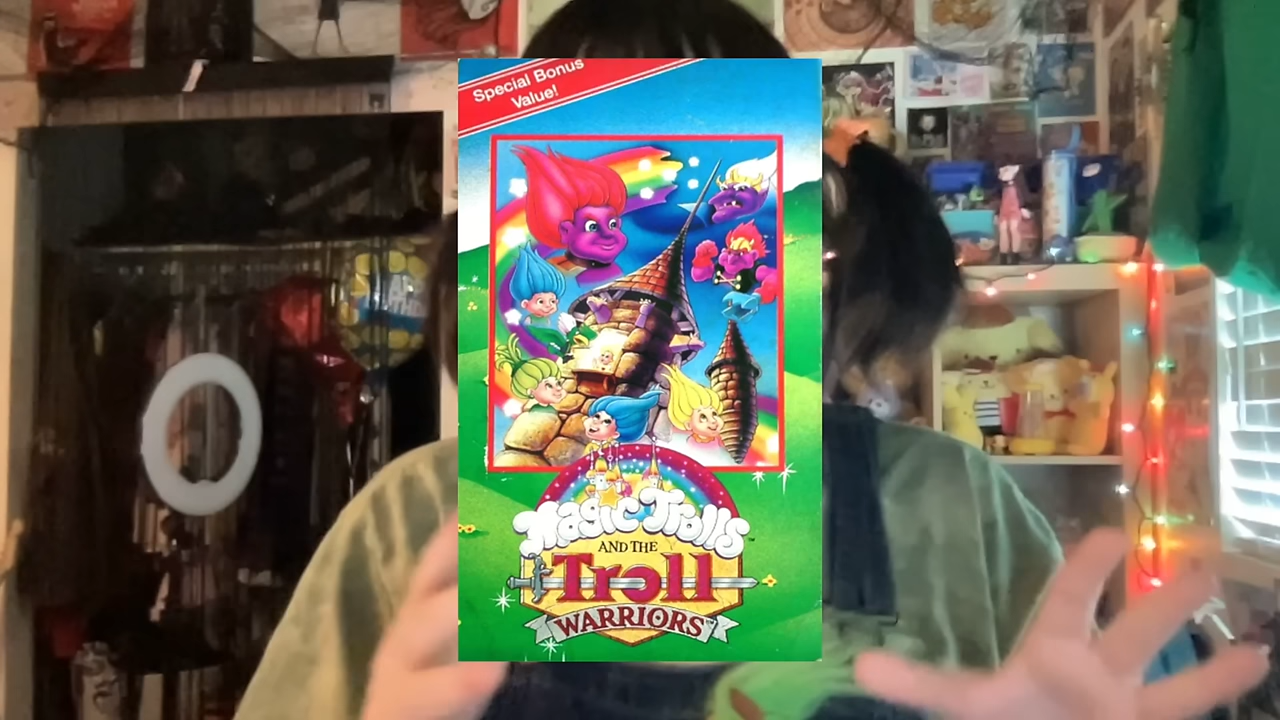 Special Bonus
Value!
Magic Trolls
AND THE
Troll
WARRIORS